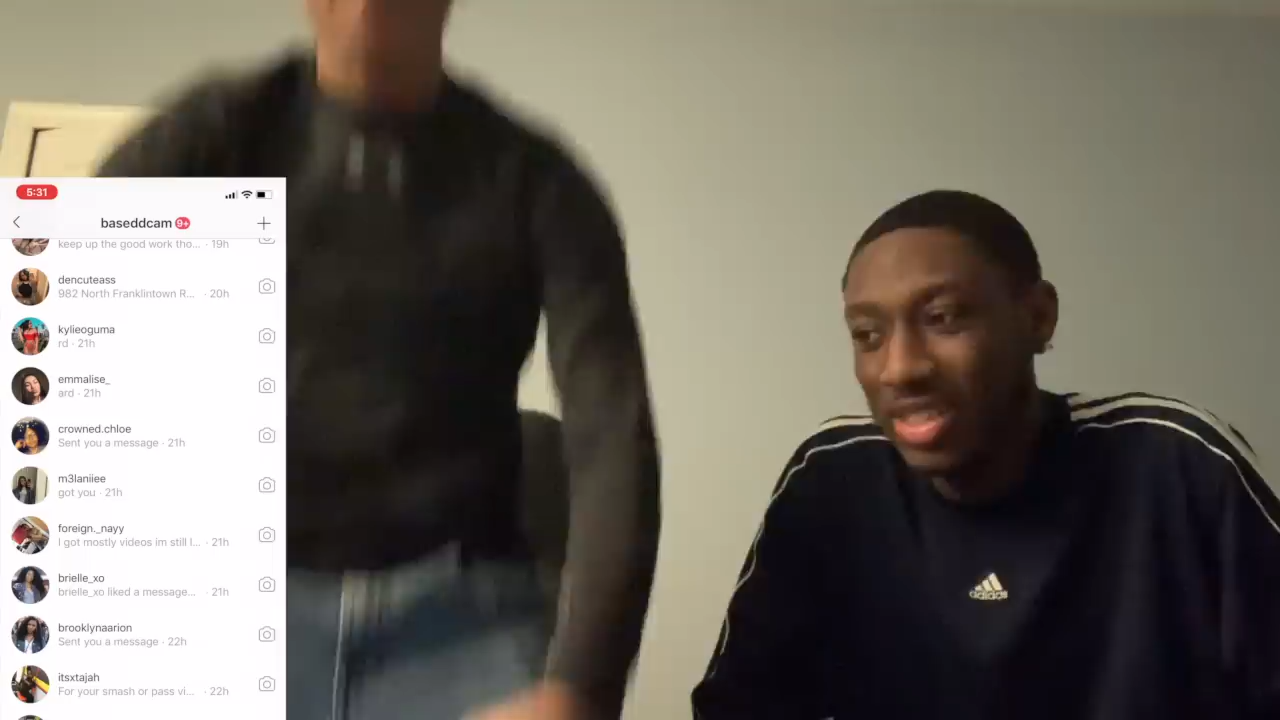 5:31
baseddcam 9+
keep up the good work tho... · 19h
dencuteass
982 North Franklintown R... · 20h
kylieoguma
rd · 21h
emmalise_
ard · 21h
crowned.chloe
Sent you a message · 21h
m3laniiee
got you · 21h
foreign._nayy
I got mostly videos im still l... · 21h
brielle_xo
brielle_xo liked a message... · 21h
brooklynaarion
Sent you a message · 22h
itsxtajah
For your smash or pass vi... · 22h
adidas